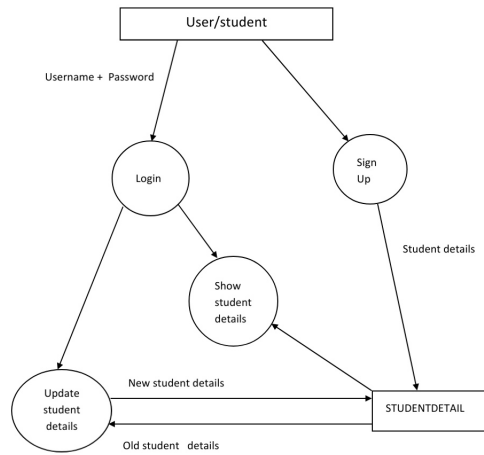 User/student
Username + Password
Login
Sign
Up
Student details
Show
student
details
Update
student
details
New student details
STUDENTDETAIL
Old student details